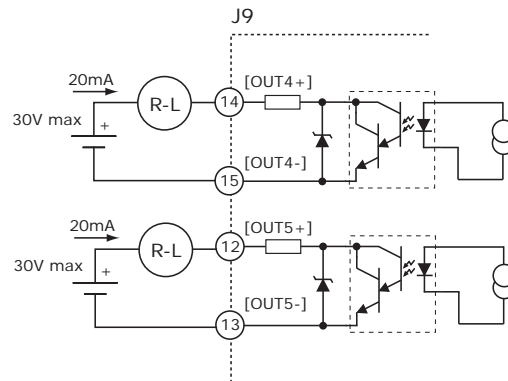 J9
20mA
[OUT4+]
R-L
14
30V max
+
[OUT4-]
15
20mA
[OUT5+]
R-L
12
30V max
+
[OUT5-]
13